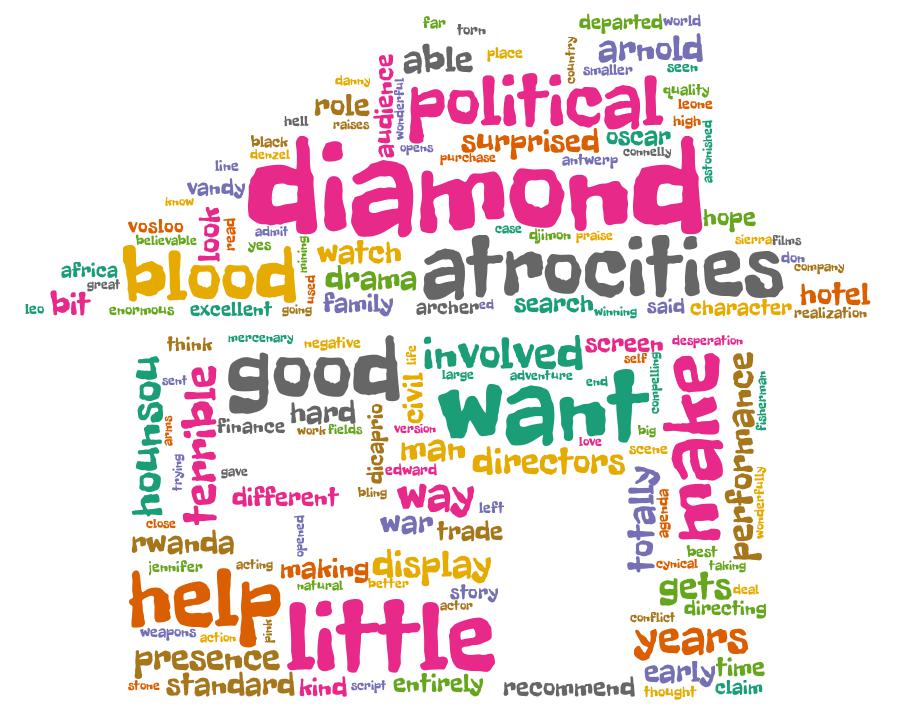 far
torn
departed
world
able
place
country
arnold
smaller
seen
danny
audience
wonderful
political
quality
leone
role
raises
hell
high
black
denzel
opens
surprised
oscar
purchase
antwerp
connelly
astonished
line
vandy
know
diamond
hope
vosloo
believable
look
read
admit
yes
mining
case
djimon
praise
sierra
films
africa
great
blood
used
watch
drama
atrocities
don
company
leo
bit
enormous
excellent
going
family
archer
ed
search
winning
said
character
hotel
realization
think
mercenary
negative
life
involved
screen
self
desperation
hounsou
sent
terrible
good
civil
large
adventure
end
compelling
make
performance
fisherman
arms
trying
finance
hard
work
fields
dicaprio
version
want
love
big
man
directors
scene
gave
edward
different
bling
way
left
totally
agenda
wonderfully
close
opened
war
trade
rwanda
best
cynical
taking
jennifer
acting
making
display
natural
better
story
gets
deal
directing
help
little
actor
conflict
weapons
action
pink
years
presence
early
time
stone
standard
kind
script
entirely
recommend
thought
claim